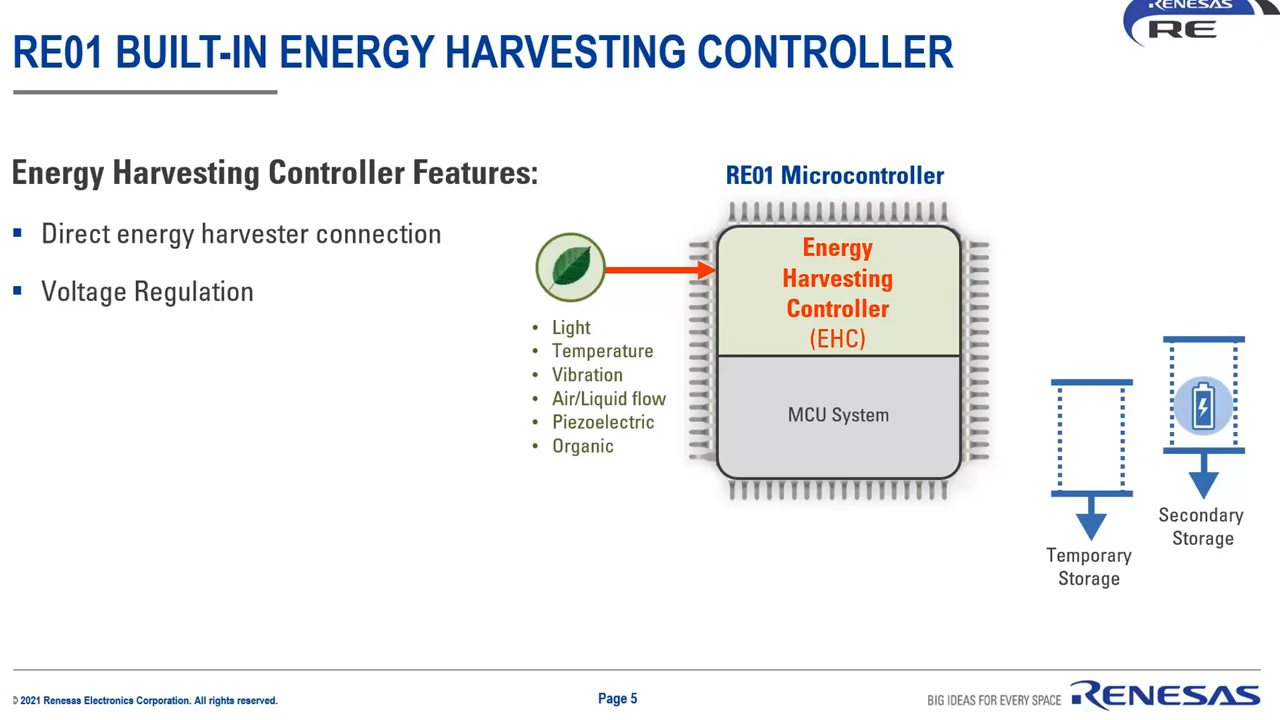 RENESAS
RE
RE01 BUILT-IN ENERGY HARVESTING CONTROLLER
Energy Harvesting Controller Features:
▪ Direct energy harvester connection
▪ Voltage Regulation
• Light
• Temperature
• Vibration
• Air/Liquid flow
• Piezoelectric
• Organic
RE01 Microcontroller
Energy
Harvesting
Controller
(EHC)
MCU System
Temporary
Storage
Secondary
Storage
© 2021 Renesas Electronics Corporation. All rights reserved.
Page 5
BIG IDEAS FOR EVERY SPACE
RENESAS